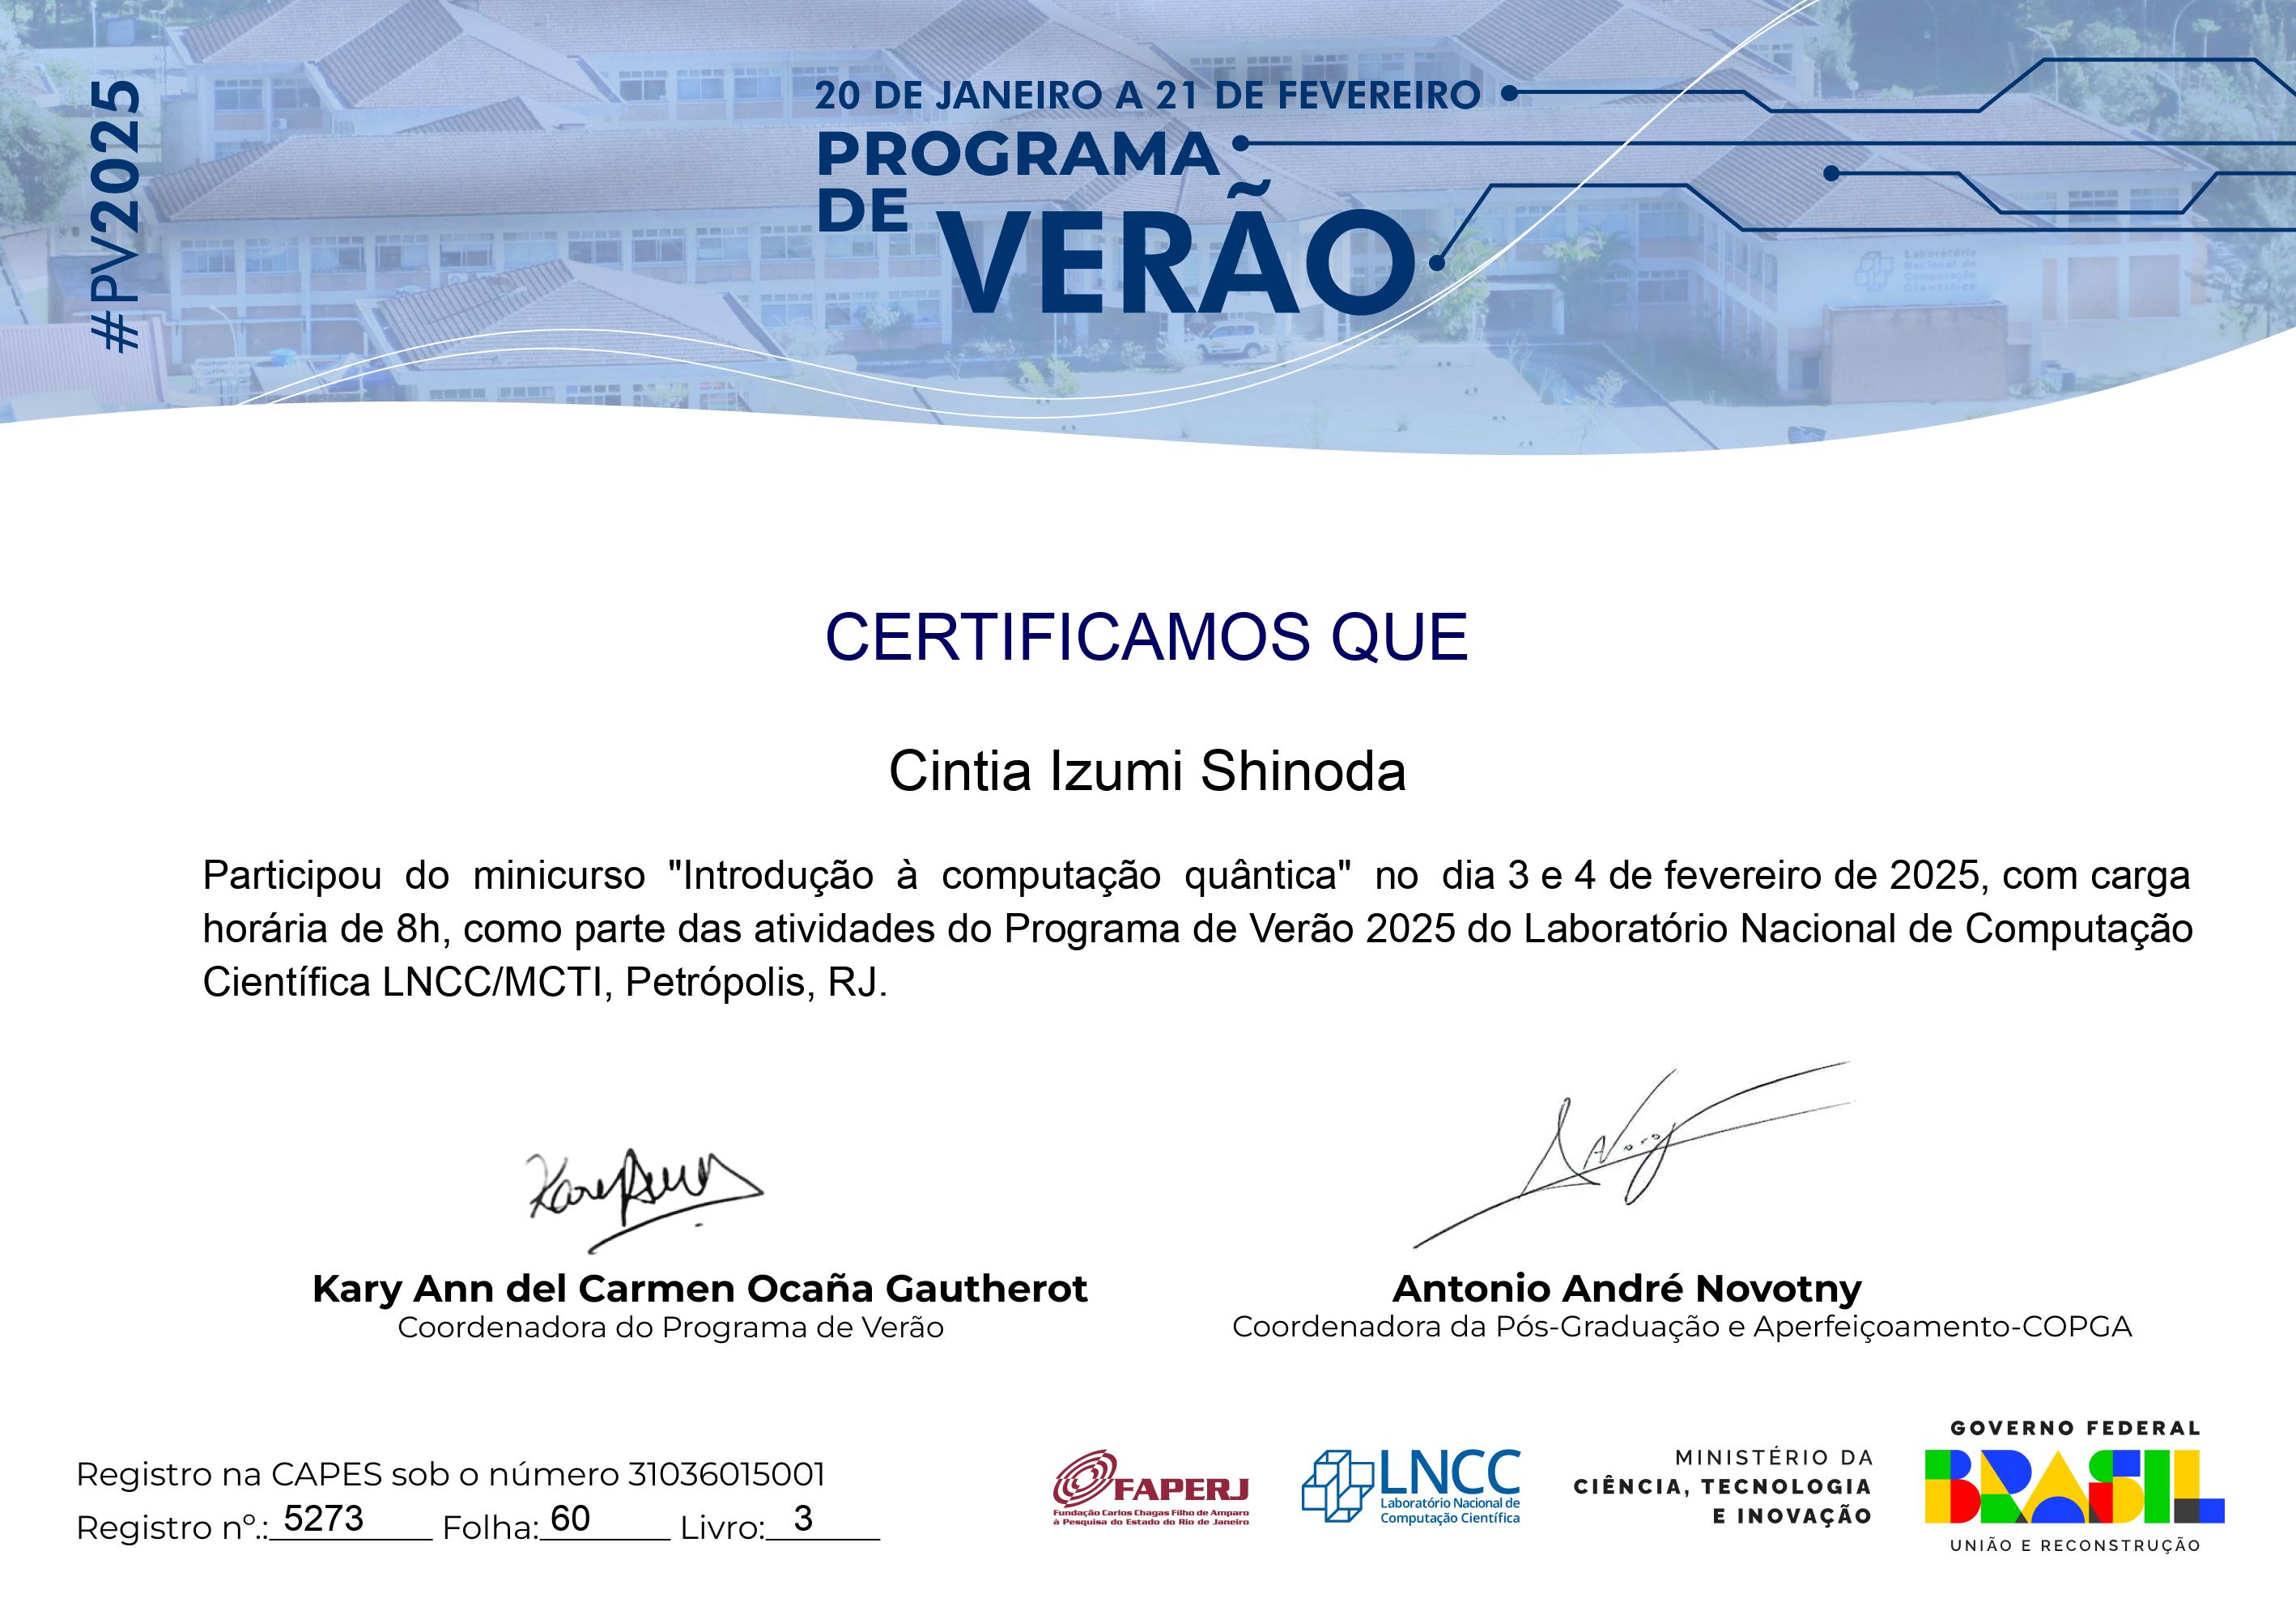 #PV2025
20 DE JANEIRO A 21 DE FEVEREIRO
PROGRAMA
DE VERÃO
Laboratório
Nacional de
Computação
Científica
CERTIFICAMOS QUE
Cintia Izumi Shinoda
Participou do minicurso "Introdução à computação quântica" no dia 3 e 4 de fevereiro de 2025, com carga
horária de 8h, como parte das atividades do Programa de Verão 2025 do Laboratório Nacional de Computação
Científica LNCC/MCTI, Petrópolis, RJ.
Kary Ann del Carmen Ocaña Gautherot
Coordenadora do Programa de Verão
Antonio André Novotny
Coordenadora da Pós-Graduação e Aperfeiçoamento-COPGA
Registro na CAPES sob o número 31036015001
Registro nº.: 5273 Folha: 60 Livro: 3
FAPERJ
Fundação Carlos Chagas Filho de Amparo
à Pesquisa do Estado do Rio de Janeiro
LNCC
Laboratório Nacional de
Computação Científica
MINISTÉRIO DA
CIÊNCIA, TECNOLOGIA
E INOVAÇÃO
GOVERNO FEDERAL
BRASIL
UNIÃO E RECONSTRUÇÃO